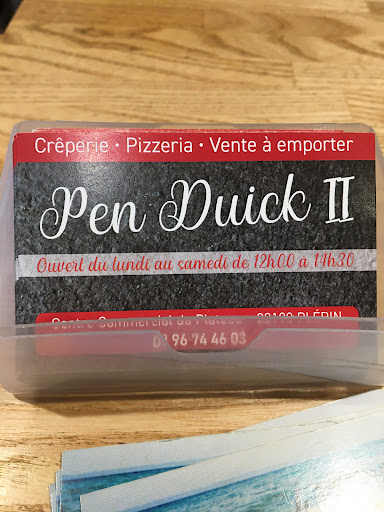 Crêperie • Pizzeria • Vente à emporter
Pen Duick II
Ouvert du lundi au samedi de 12h00 à 14h30
Centre Commercial du Plateau - 22190 PLÉRIN
02 96 74 46 03